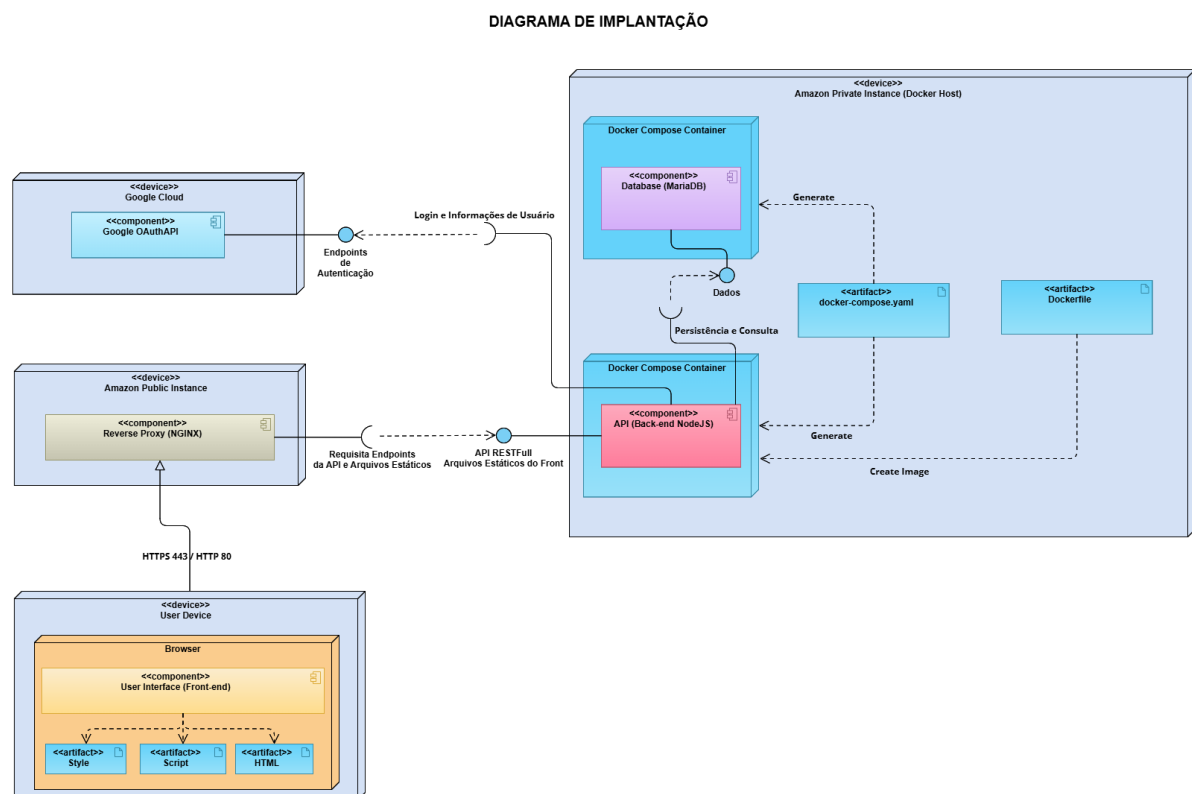 DIAGRAMA DE IMPLANTAÇÃO
<<device>>
Amazon Private Instance (Docker Host)
Docker Compose Container
<<component>>
Database (MariaDB)
Generate
<<device>>
Google Cloud
<<component>>
Google OAuthAPI
Login e Informações de Usuário
Endpoints
de
Autenticação
Dados
<<artifact>>
docker-compose.yaml
<<artifact>>
Dockerfile
Persistência e Consulta
<<device>>
Amazon Public Instance
<<component>>
Reverse Proxy (NGINX)
Requisita Endpoints
da API e Arquivos Estáticos
API RESTFull
Arquivos Estáticos do Front
Docker Compose Container
<<component>>
API (Back-end NodeJS)
Generate
Create Image
HTTPS 443 / HTTP 80
<<device>>
User Device
Browser
<<component>>
User Interface (Front-end)
<<artifact>>
Style
<<artifact>>
Script
<<artifact>>
HTML